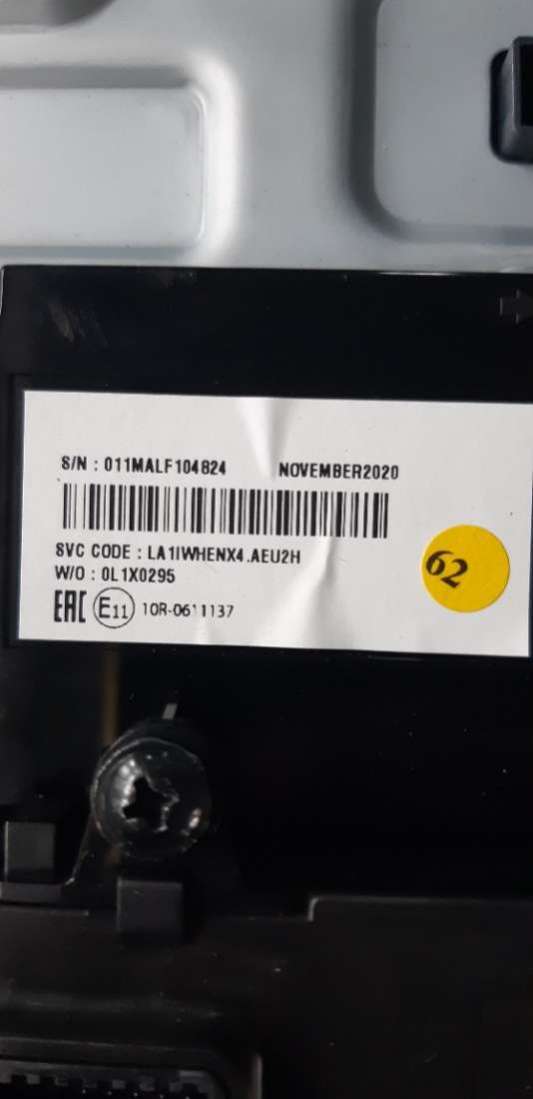 S/N : 011MALF104824 NOVEMBER2020
SVC CODE : LA1IWHENX4.AEU2H
W/O : 0L1X0295
EAC E11 10R-0611137
62